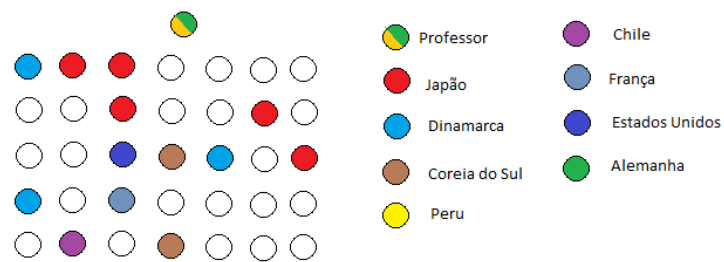 Professor
Japão
Dinamarca
Coreia do Sul
Peru
Chile
França
Estados Unidos
Alemanha